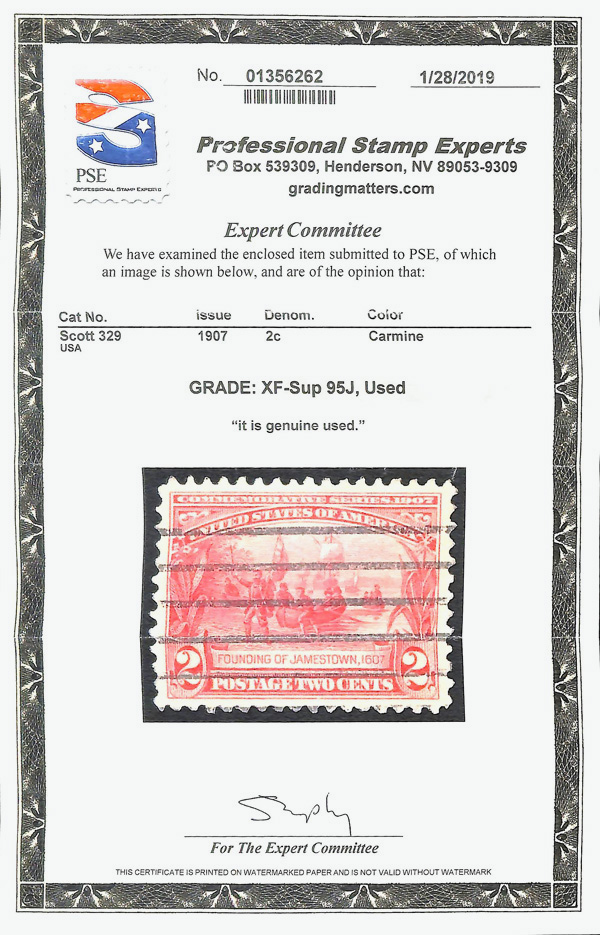 No. 01356262 1/28/2019
PSE
PROFESSIONAL STAMP EXPERTS
Professional Stamp Experts
PO Box 539309, Henderson, NV 89053-9309
gradingmatters.com
Expert Committee
We have examined the enclosed item submitted to PSE, of which
an image is shown below, and are of the opinion that:
Cat No. Issue Denom. Color
Scott 329 1907 2c Carmine
USA
GRADE: XF-Sup 95J, Used
“it is genuine used.”
COMMEMORATIVE SERIES, 1907
UNITED STATES OF AMERICA
FOUNDING OF JAMESTOWN, 1607
2 POSTAGE TWO CENTS 2
For The Expert Committee
THIS CERTIFICATE IS PRINTED ON WATERMARKED PAPER AND IS NOT VALID WITHOUT WATERMARK